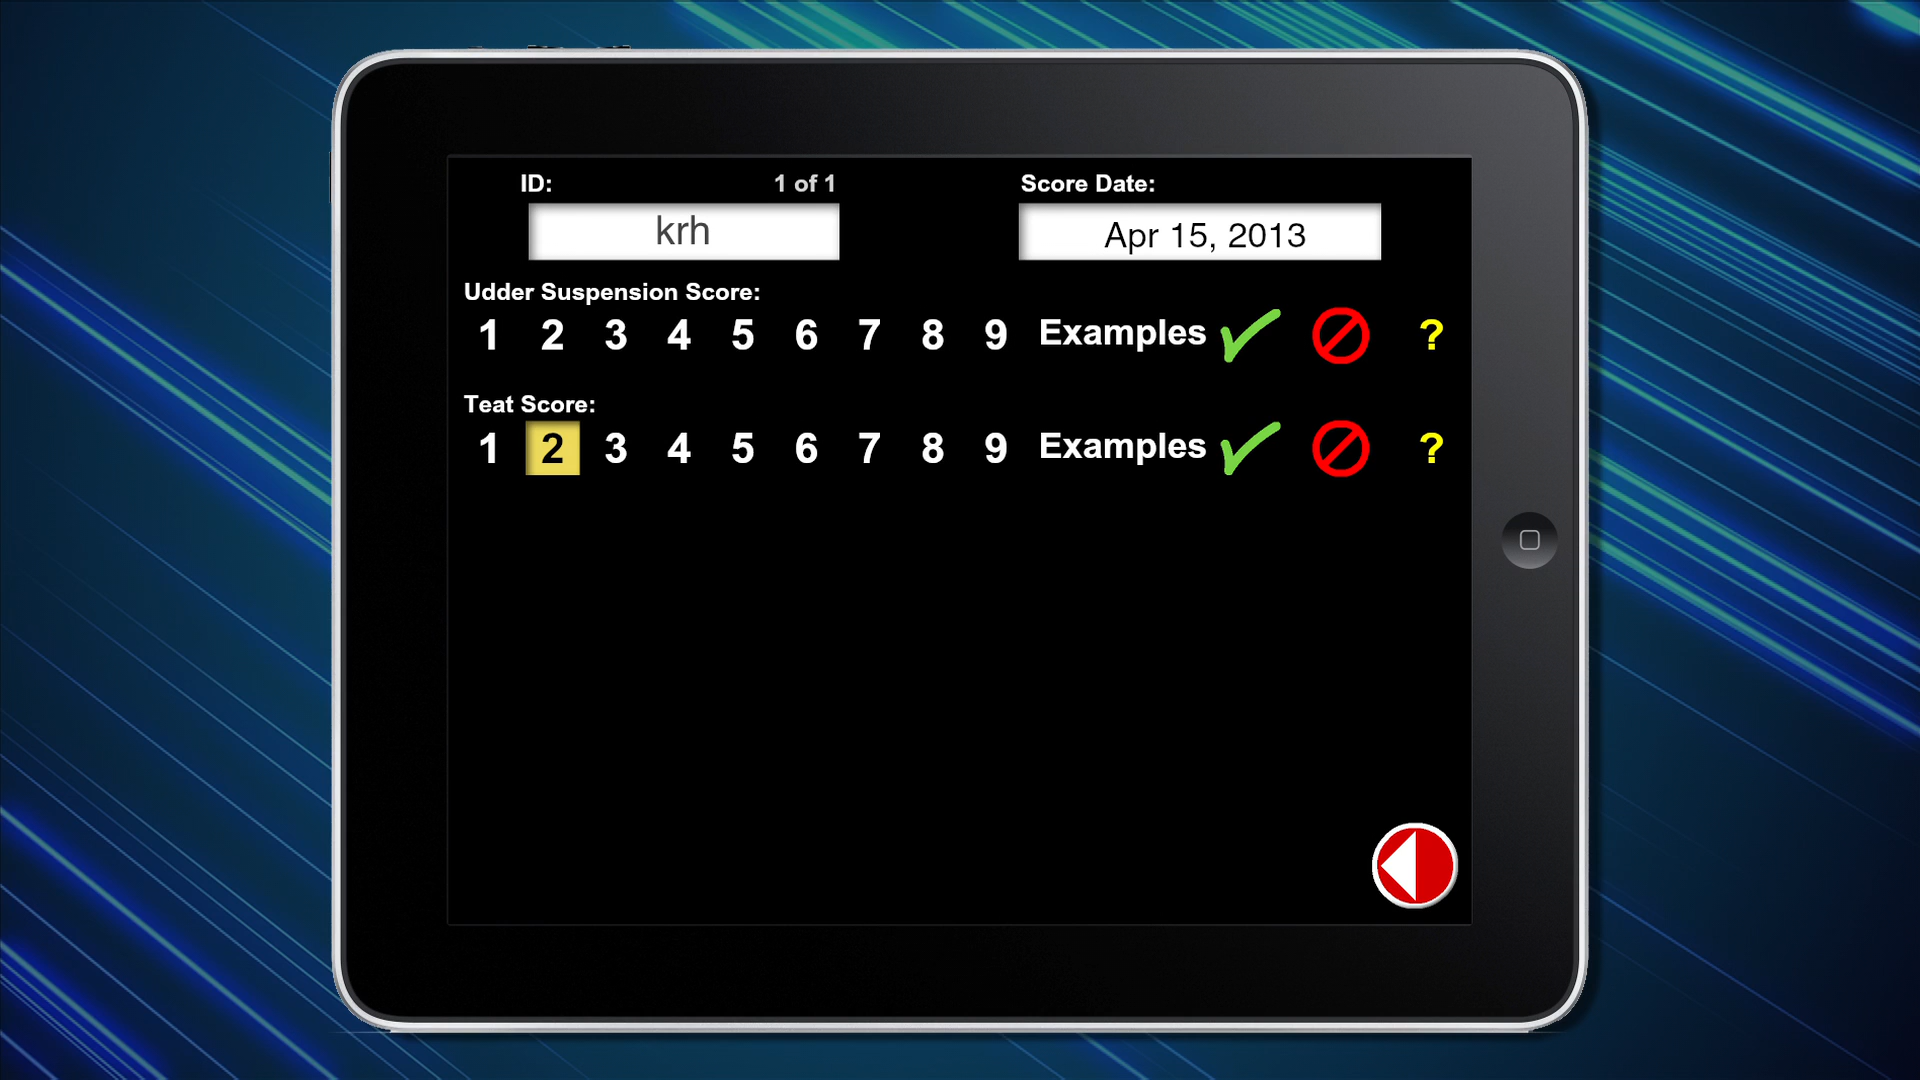 ID: 1 of 1 Score Date:
krh Apr 15, 2013
Udder Suspension Score:
1 2 3 4 5 6 7 8 9 Examples ?
Teat Score:
1 2 3 4 5 6 7 8 9 Examples ?